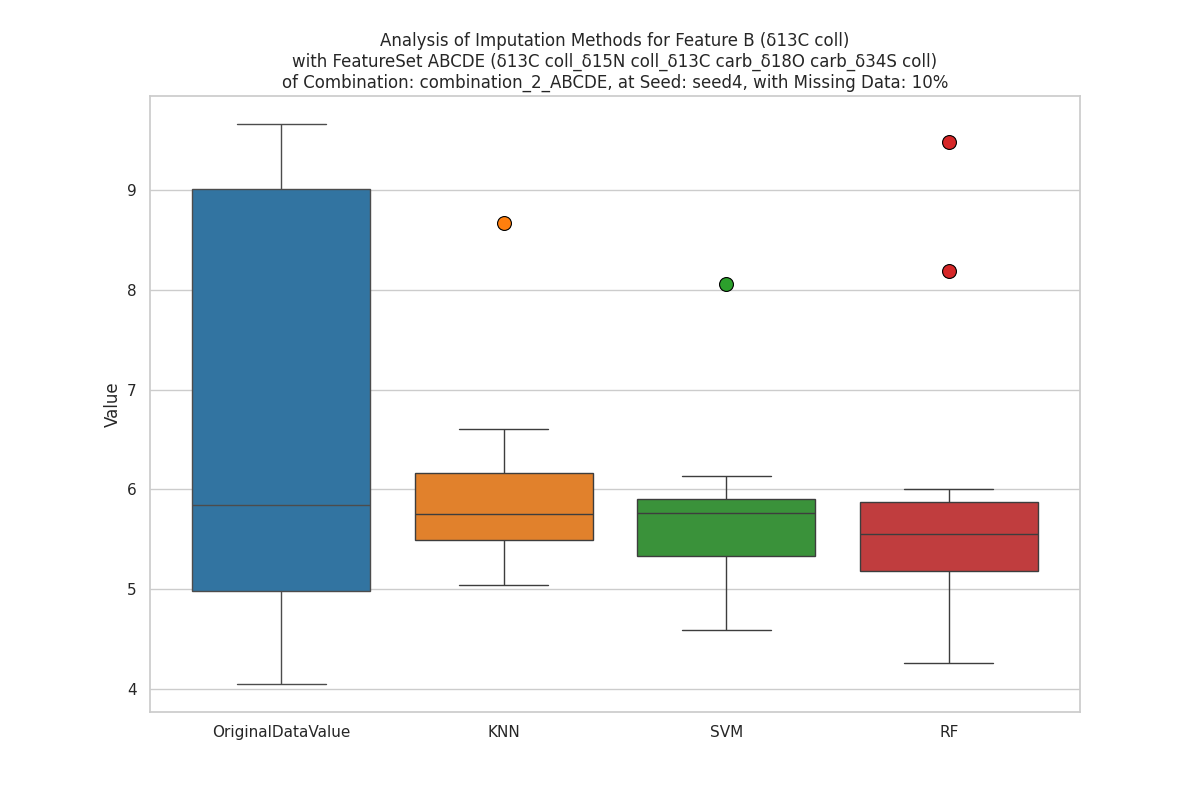 Analysis of Imputation Methods for Feature B (δ13C coll)
with FeatureSet ABCDE (δ13C coll_δ15N coll_δ13C carb_δ18O carb_δ34S coll)
of Combination: combination_2_ABCDE, at Seed: seed4, with Missing Data: 10%
9
8
7
Value
6
5
4
OriginalDataValue
KNN
SVM
RF